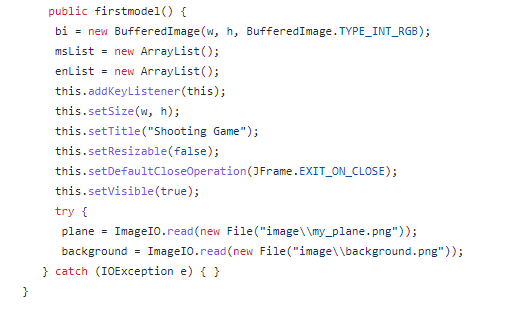 public firstmodel() {
bi = new BufferedImage(w, h, BufferedImage.TYPE_INT_RGB);
msList = new ArrayList();
enList = new ArrayList();
this.addKeyListener(this);
this.setSize(w, h);
this.setTitle("Shooting Game");
this.setResizable(false);
this.setDefaultCloseOperation(JFrame.EXIT_ON_CLOSE);
this.setVisible(true);
try {
plane = ImageIO.read(new File("image\\my_plane.png"));
background = ImageIO.read(new File("image\\background.png"));
} catch (IOException e) { }
}